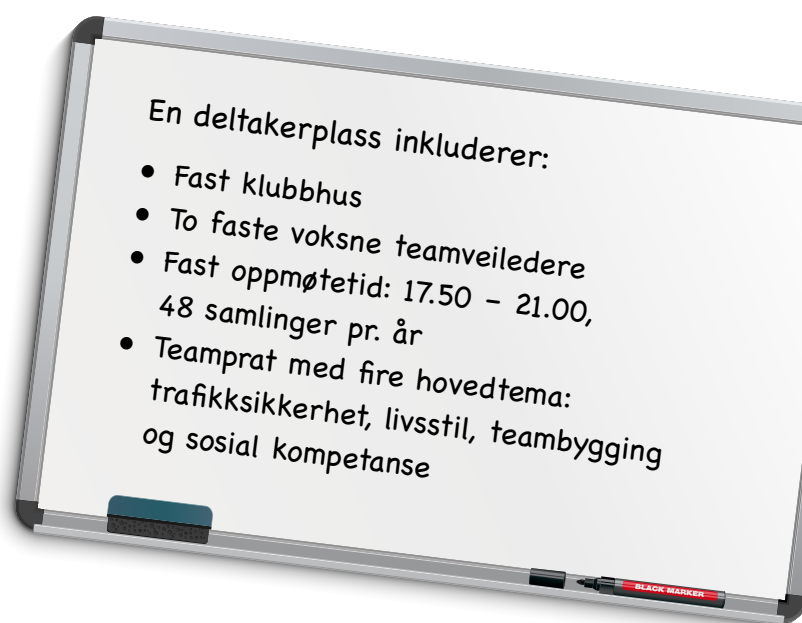 En deltakerplass inkluderer:
• Fast klubbhus
• To faste voksne teamveiledere
• Fast oppmøtetid: 17.50 – 21.00,
48 samlinger pr. år
• Teamprat med fire hovedtema:
trafikksikkerhet, livsstil, teambygging
og sosial kompetanse
BLACK MARKER